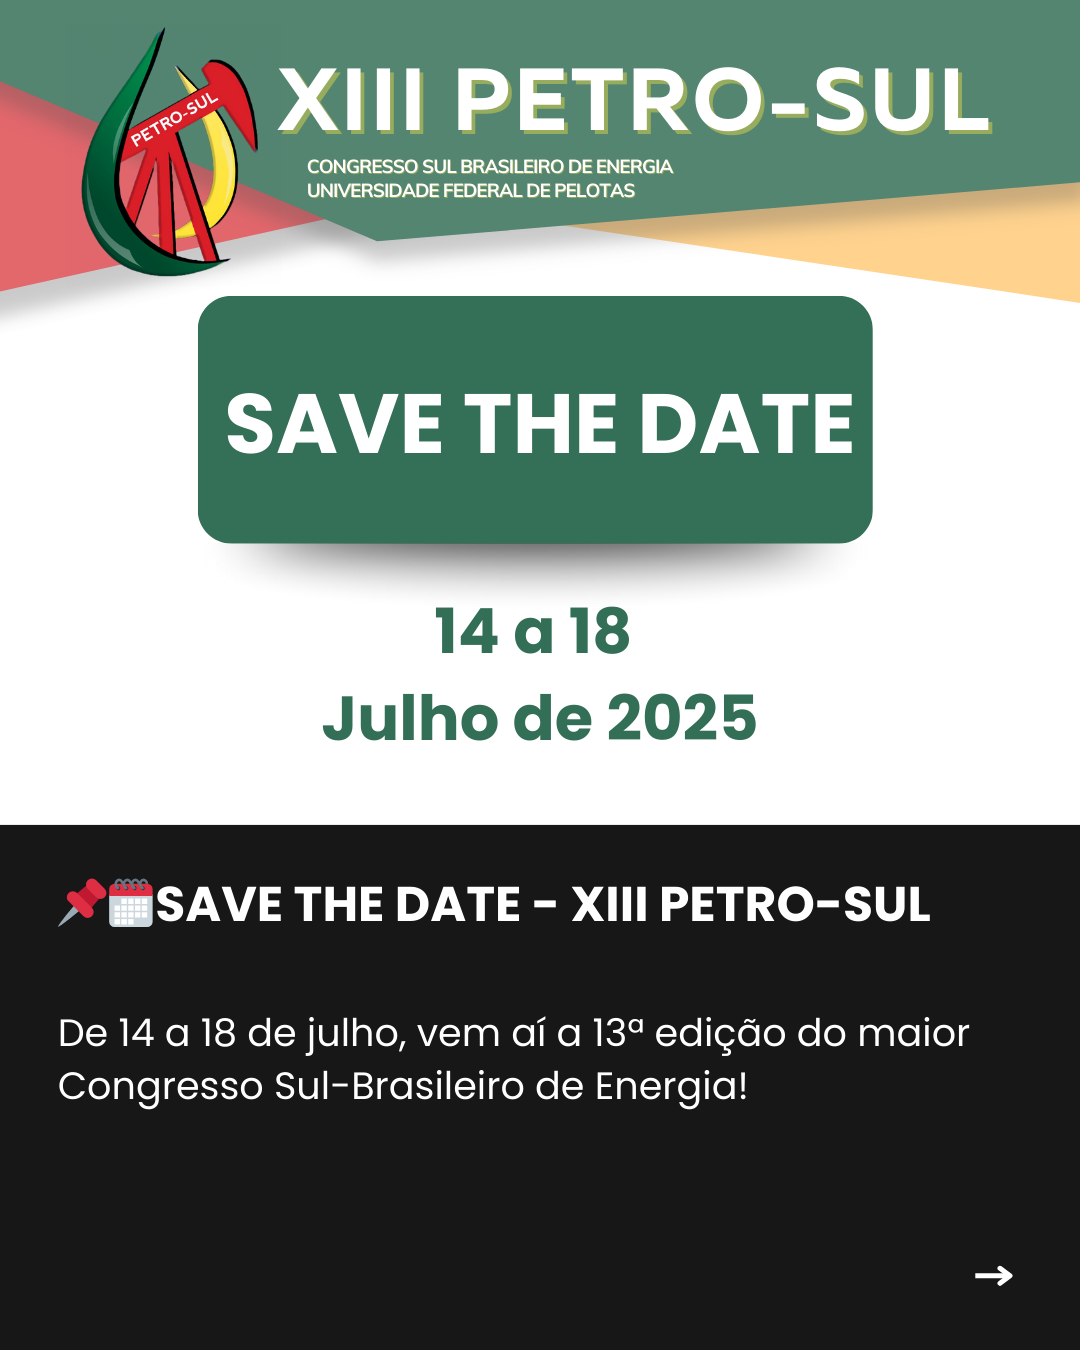 PETRO-SUL
XIII PETRO-SUL
CONGRESSO SUL BRASILEIRO DE ENERGIA
UNIVERSIDADE FEDERAL DE PELOTAS
SAVE THE DATE
14 a 18
Julho de 2025
📌📅SAVE THE DATE - XIII PETRO-SUL
De 14 a 18 de julho, vem aí a 13ª edição do maior
Congresso Sul-Brasileiro de Energia!
→